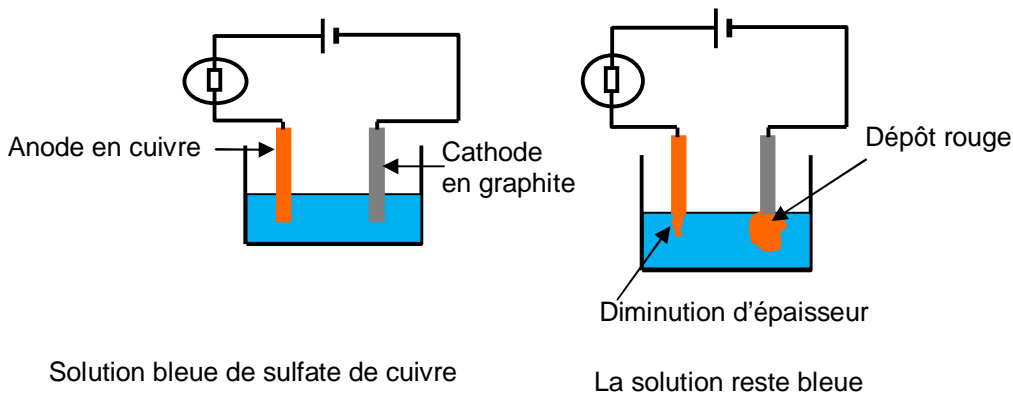 Anode en cuivre
Cathode
en graphite
Dépôt rouge
Diminution d'épaisseur
Solution bleue de sulfate de cuivre
La solution reste bleue